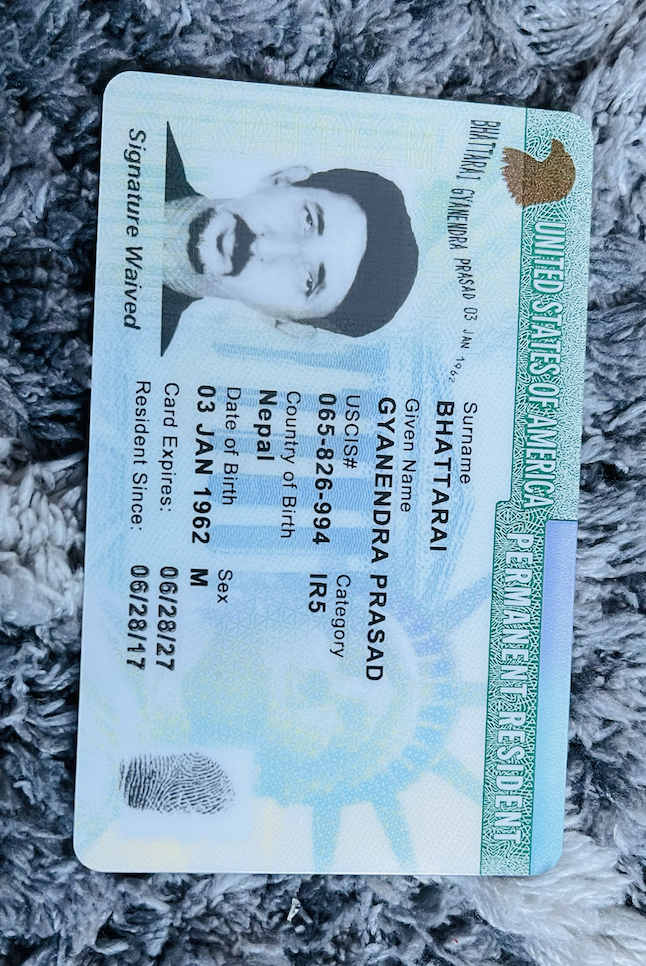 UNITED STATES OF AMERICA
PERMANENT RESIDENT
BHATTARAI GYANENDRA PRASAD 03 JAN 1962
Surname
BHATTARAI
Given Name
GYANENDRA PRASAD
USCIS# Category
065-826-994 IR5
Country of Birth
Nepal
Date of Birth Sex
03 JAN 1962 M
Card Expires: 06/28/27
Resident Since: 06/28/17
Signature Waived